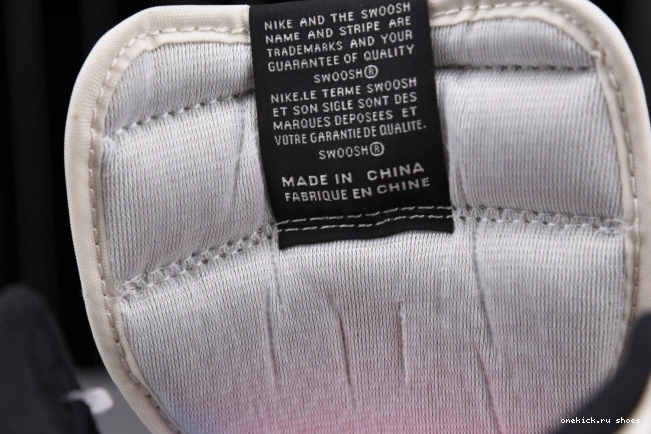 NIKE AND THE SWOOSH
NAME AND STRIPE ARE
TRADEMARKS AND YOUR
GUARANTEE OF QUALITY
SWOOSH®
NIKE.LE TERME SWOOSH
ET SON SIGLE SONT DES
MARQUES DEPOSEES ET
VOTRE GARANTIE DE QUALITE.
SWOOSH®
MADE IN CHINA
FABRIQUE EN CHINE
onekick.ru shoes